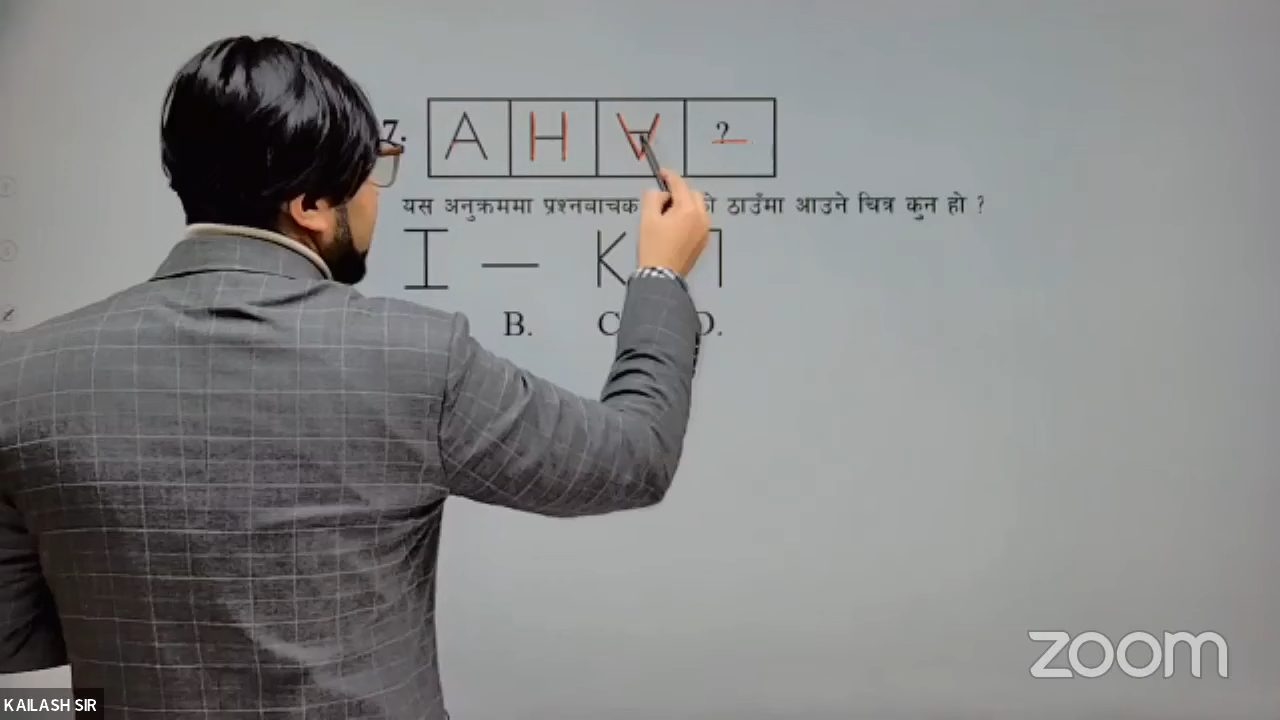 7. A H V ?
यस अनुक्रममा प्रश्नवाचक को ठाउँमा आउने चित्र कुन हो ?
I — K
B. C D.
zoom
KAILASH SIR